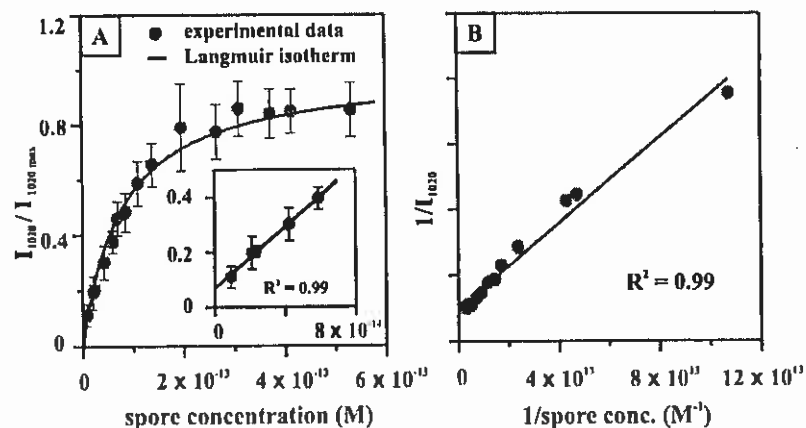 A
● experimental data
— Langmuir isotherm
I₁₀₂₀ / I₁₀₂₀ max
1.2
0.8
0.4
0
0.4
0.2
0
R² = 0.99
0
8 x 10⁻¹⁴
0
2 x 10⁻¹³
4 x 10⁻¹³
6 x 10⁻¹³
spore concentration (M)
B
1/I₁₀₂₀
R² = 0.99
0
4 x 10¹³
8 x 10¹³
12 x 10¹³
1/spore conc. (M⁻¹)